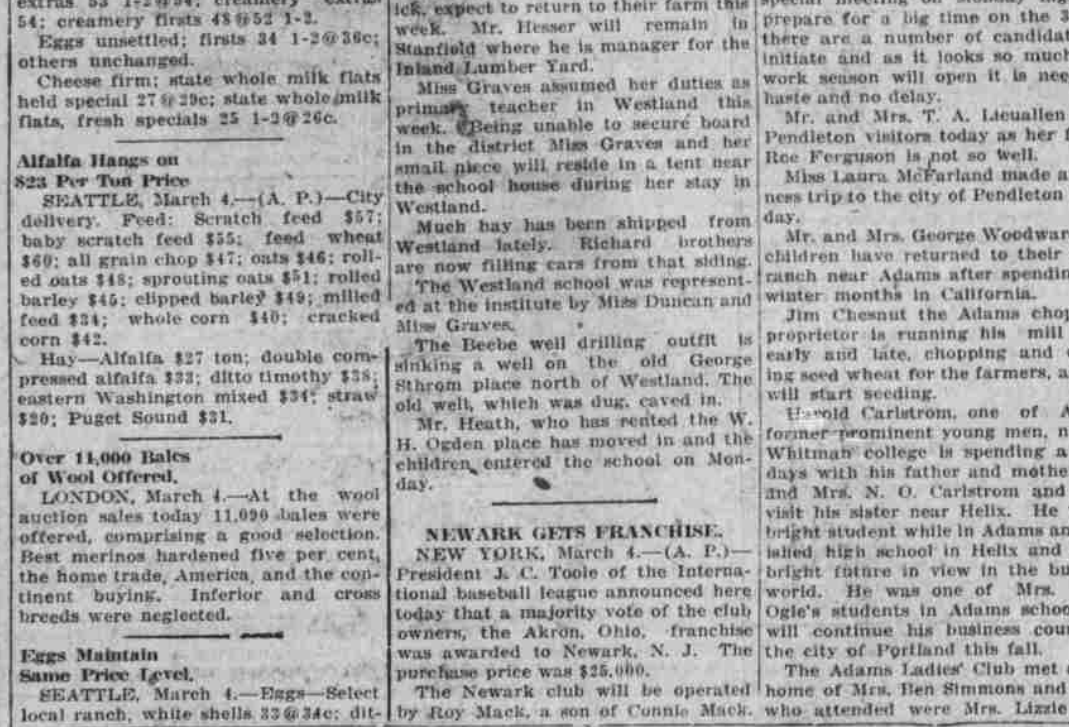 extras 53 1-2@54; creamery extras
54; creamery firsts 48@52 1-2.
Eggs unsettled; firsts 34 1-2@36c;
others unchanged.
Cheese firm; state whole milk flats
held special 27@29c; state whole milk
flats, fresh specials 25 1-2@26c.
Alfalfa Hangs on
$23 Per Ton Price
SEATTLE, March 4.—(A. P.)—City
delivery. Feed: Scratch feed $57;
baby scratch feed $55; feed wheat
$60; all grain chop $47; oats $46; roll-
ed oats $48; sprouting oats $51; rolled
barley $45; clipped barley $49; milled
feed $34; whole corn $40; cracked
corn $42.
Hay—Alfalfa $27 ton; double com-
pressed alfalfa $33; ditto timothy $38;
eastern Washington mixed $34; straw
$20; Puget Sound $31.
Over 11,000 Bales
of Wool Offered.
LONDON, March 4.—At the wool
auction sales today 11,090 bales were
offered, comprising a good selection.
Best merinos hardened five per cent,
the home trade, America, and the con-
tinent buying. Inferior and cross
breeds were neglected.
Eggs Maintain
Same Price Level.
SEATTLE, March 4.—Eggs—Select
local ranch, white shells 33@34c; dit-
ick, expect to return to their farm this
week. Mr. Hesser will remain in
Stanfield where he is manager for the
Inland Lumber Yard.
Miss Graves assumed her duties as
primary teacher in Westland this
week. Being unable to secure board
in the district Miss Graves and her
small niece will reside in a tent near
the school house during her stay in
Westland.
Much hay has been shipped from
Westland lately. Richard brothers
are now filling cars from that siding.
The Westland school was represent-
ed at the institute by Miss Duncan and
Miss Graves.
The Beebe well drilling outfit is
sinking a well on the old George
Sthrom place north of Westland. The
old well, which was dug, caved in.
Mr. Heath, who has rented the W.
H. Ogden place has moved in and the
children entered the school on Mon-
day.
NEWARK GETS FRANCHISE.
NEW YORK, March 4.—(A. P.)—
President J. C. Toole of the Interna-
tional baseball league announced here
today that a majority vote of the club
owners, the Akron, Ohio, franchise
was awarded to Newark, N. J. The
purchase price was $25,000.
The Newark club will be operated
by Roy Mack, a son of Connie Mack.
special meeting on Monday
prepare for a big time on the 3
there are a number of candidat
initiate and as it looks so much
work season will open it is nec
haste and no delay.
Mr. and Mrs. T. A. Lieuallen
Pendleton visitors today as her f
Roe Ferguson is not so well.
Miss Laura McFarland made a
ness trip to the city of Pendleton
day.
Mr. and Mrs. George Woodwar
children have returned to their
ranch near Adams after spendin
winter months in California.
Jim Chesnut the Adams chop
proprietor is running his mill
early and late, chopping and
ing seed wheat for the farmers, a
will start seeding.
Harold Carlstrom, one of A
former prominent young men, n
Whitman college is spending a
days with his father and mothe
and Mrs. N. O. Carlstrom and
visit his sister near Helix. He
bright student while in Adams an
ished high school in Helix and
bright future in view in the bu
world. He was one of Mrs.
Ogle's students in Adams schoo
will continue his business cour
the city of Portland this fall.
The Adams Ladies' Club met
home of Mrs. Ben Simmons and
who attended were Mrs. Lizzie